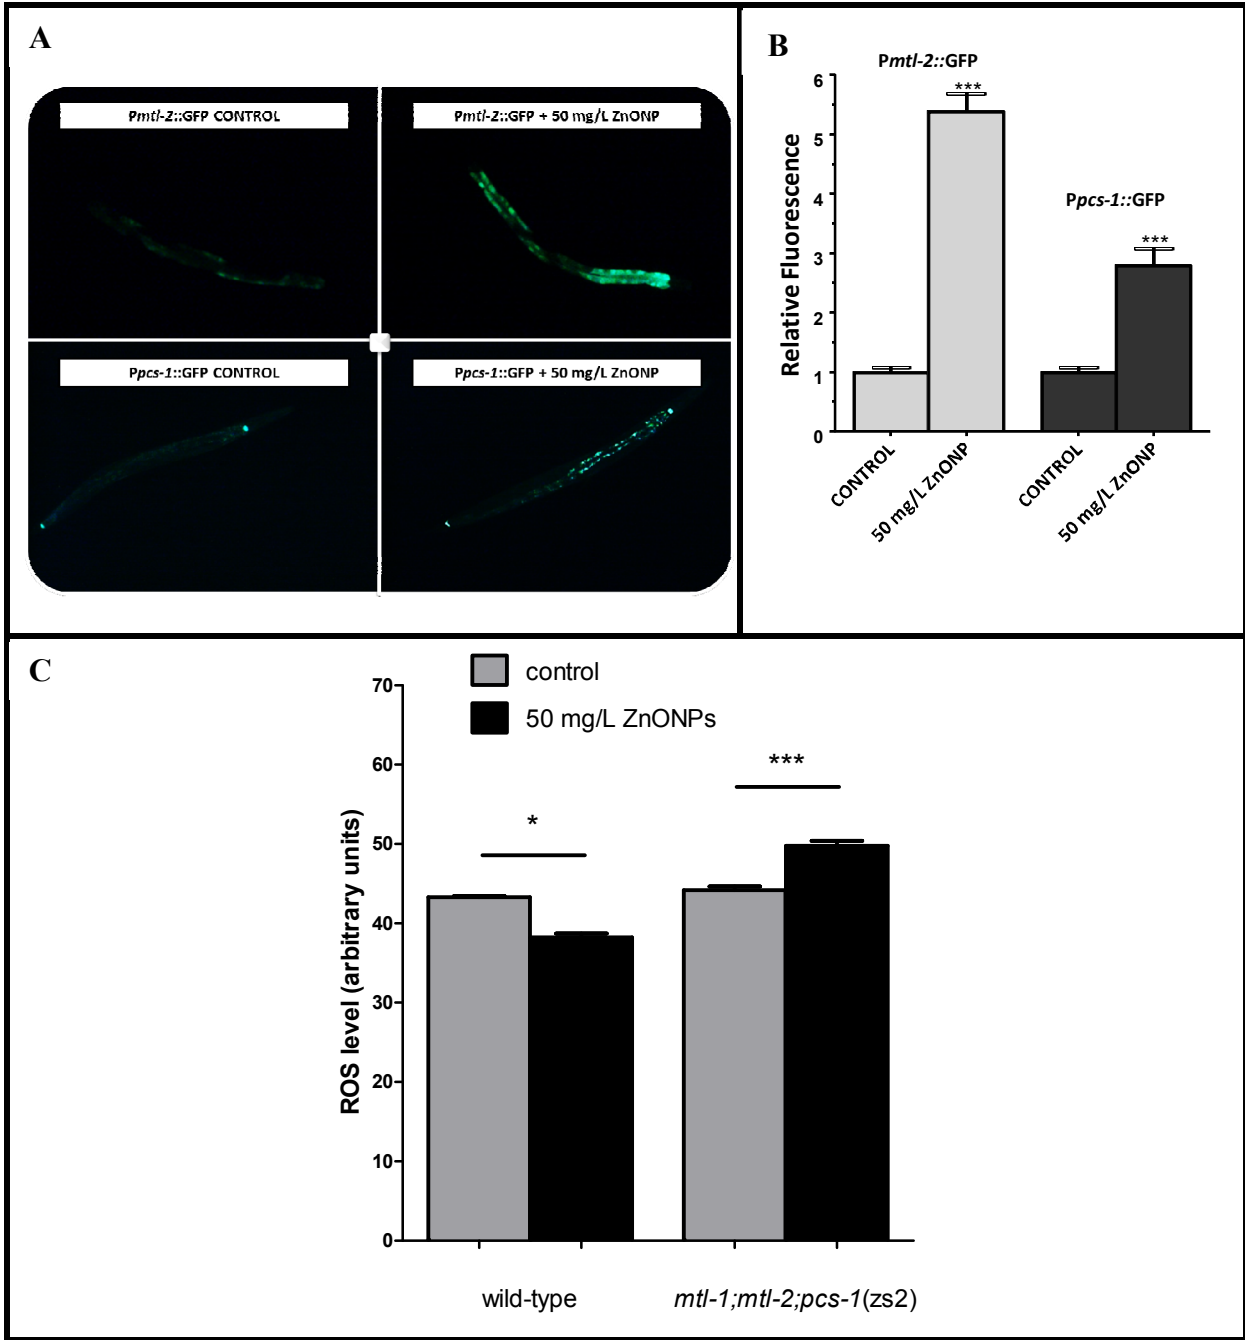 A
Pmtl-2::GFP CONTROL
Pmtl-2::GFP + 50 mg/L ZnONP
Ppcs-1::GFP CONTROL
Ppcs-1::GFP + 50 mg/L ZnONP
B
Pmtl-2::GFP
***
Ppcs-1::GFP
***
Relative Fluorescence
6
5
4
3
2
1
0
CONTROL
50 mg/L ZnONP
CONTROL
50 mg/L ZnONP
C
control
50 mg/L ZnONPs
*
***
ROS level (arbitrary units)
70
60
50
40
30
20
10
0
wild-type
mtl-1;mtl-2;pcs-1(zs2)